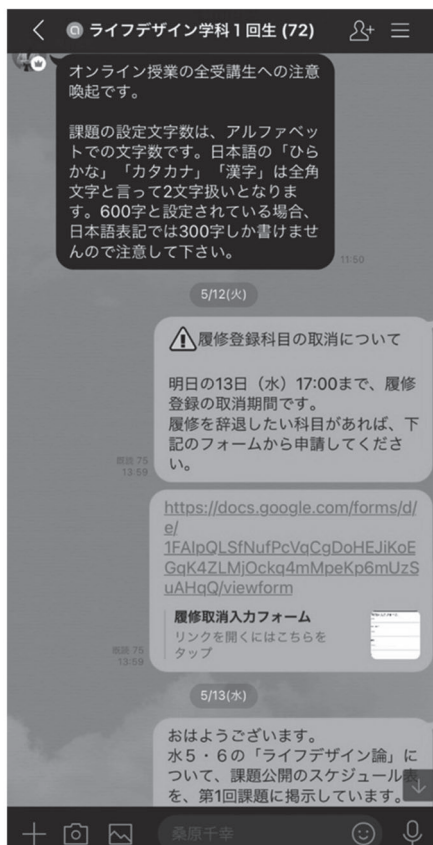 ライフデザイン学科1回生 (72)
オンライン授業の全受講生への注意
喚起です。
課題の設定文字数は、アルファベッ
トでの文字数です。日本語の「ひら
かな」「カタカナ」「漢字」は全角
文字と言って2文字扱いとなりま
す。600字と設定されている場合、
日本語表記では300字しか書けませ
んので注意して下さい。
11:50
5/12(火)
⚠履修登録科目の取消について
明日の13日(水)17:00まで、履修
登録の取消期間です。
履修を辞退したい科目があれば、下
記のフォームから申請してくださ
い。
既読 75
13:59
https://docs.google.com/forms/d/
e/
1FAIpQLSfNufPcVqCgDoHEJiKoE
GqK4ZLMjOckq4mMpeKp6mUzS
uAHqQ/viewform
履修取消入力フォーム
リンクを開くにはこちらを
タップ
既読 75
13:59
5/13(水)
おはようございます。
水5・6の「ライフデザイン論」に
ついて、課題公開のスケジュール表
を、第1回課題に掲示しています。
桑原千幸